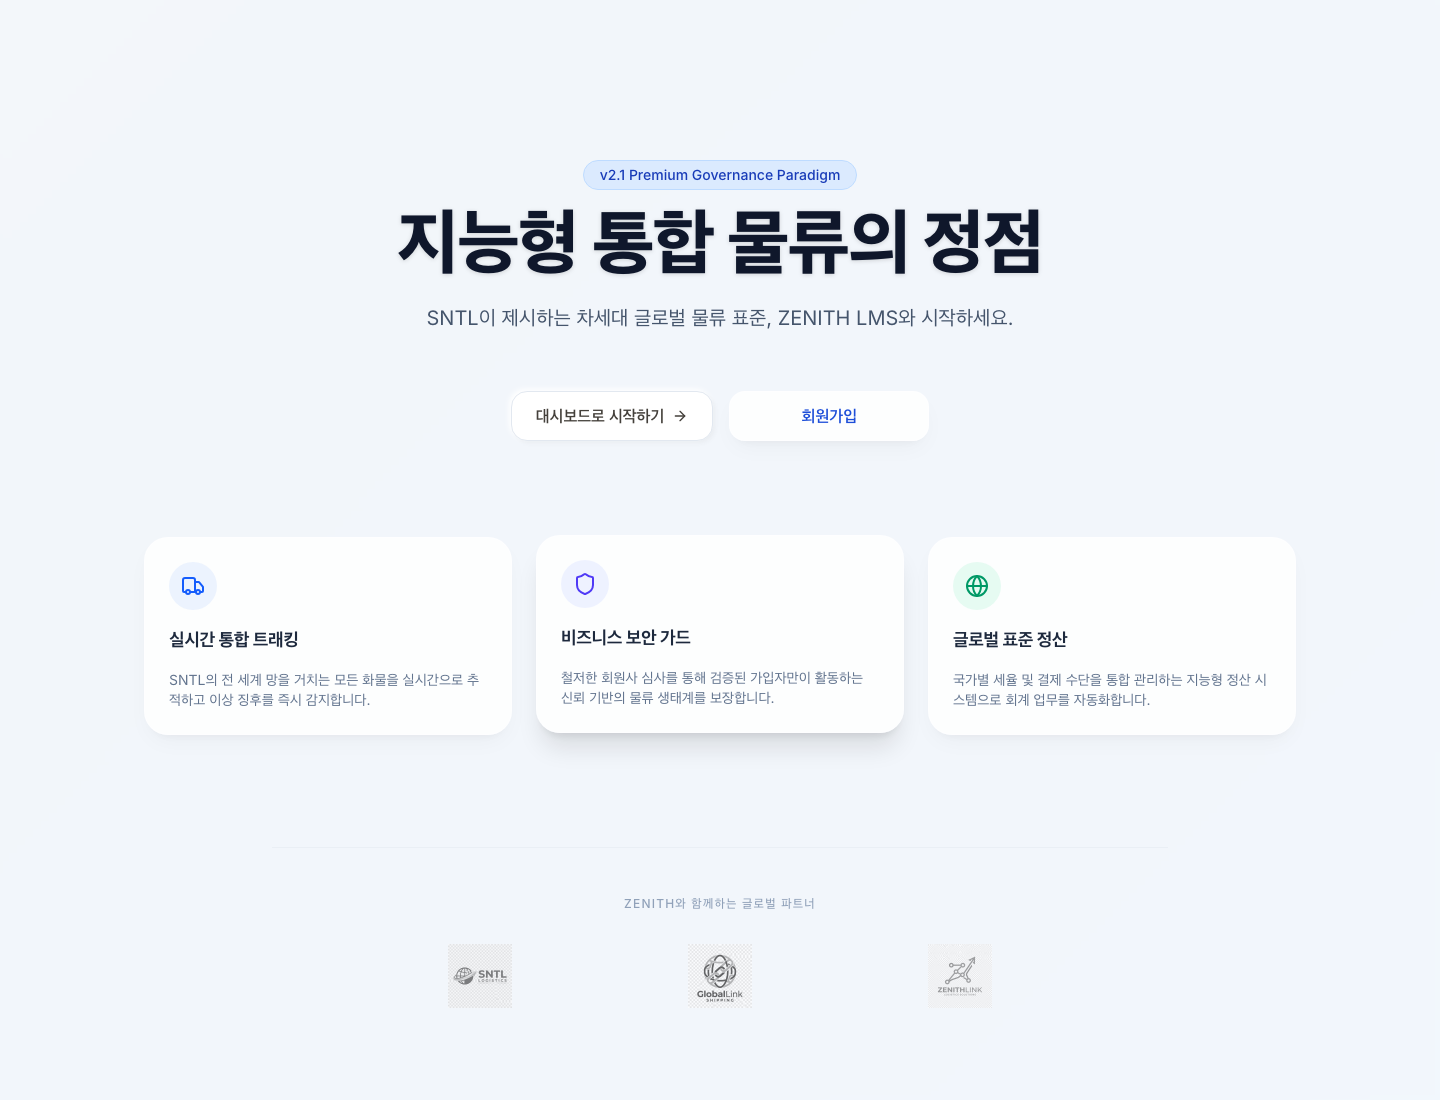 v2.1 Premium Governance Paradigm
지능형 통합 물류의 정점
SNTL이 제시하는 차세대 글로벌 물류 표준, ZENITH LMS와 시작하세요.
대시보드로 시작하기
회원가입
실시간 통합 트래킹
SNTL의 전 세계 망을 거치는 모든 화물을 실시간으로 추
적하고 이상 징후를 즉시 감지합니다.
비즈니스 보안 가드
철저한 회원사 심사를 통해 검증된 가입자만이 활동하는
신뢰 기반의 물류 생태계를 보장합니다.
글로벌 표준 정산
국가별 세율 및 결제 수단을 통합 관리하는 지능형 정산 시
스템으로 회계 업무를 자동화합니다.
ZENITH와 함께하는 글로벌 파트너
SNTL
LOGISTICS
GlobalLink
SHIPPING
ZENITHLINK